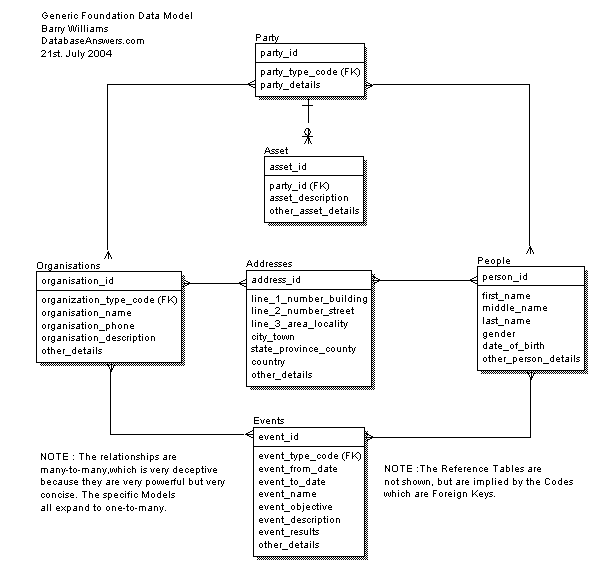 Generic Foundation Data Model
Barry Williams
DatabaseAnswers.com
21st. July 2004
Party
party_id
party_type_code (FK)
party_details
Asset
asset_id
party_id (FK)
asset_description
other_asset_details
Organisations
organisation_id
organization_type_code (FK)
organisation_name
organisation_phone
organisation_description
other_details
Addresses
address_id
line_1_number_building
line_2_number_street
line_3_area_locality
city_town
state_province_county
country
other_details
People
person_id
first_name
middle_name
last_name
gender
date_of_birth
other_person_details
Events
event_id
event_type_code (FK)
event_from_date
event_to_date
event_name
event_objective
event_description
event_results
other_details
NOTE : The relationships are
many-to-many,which is very deceptive
because they are very powerful but very
concise. The specific Models
all expand to one-to-many.
NOTE :The Reference Tables are
not shown, but are implied by the Codes
which are Foreign Keys.